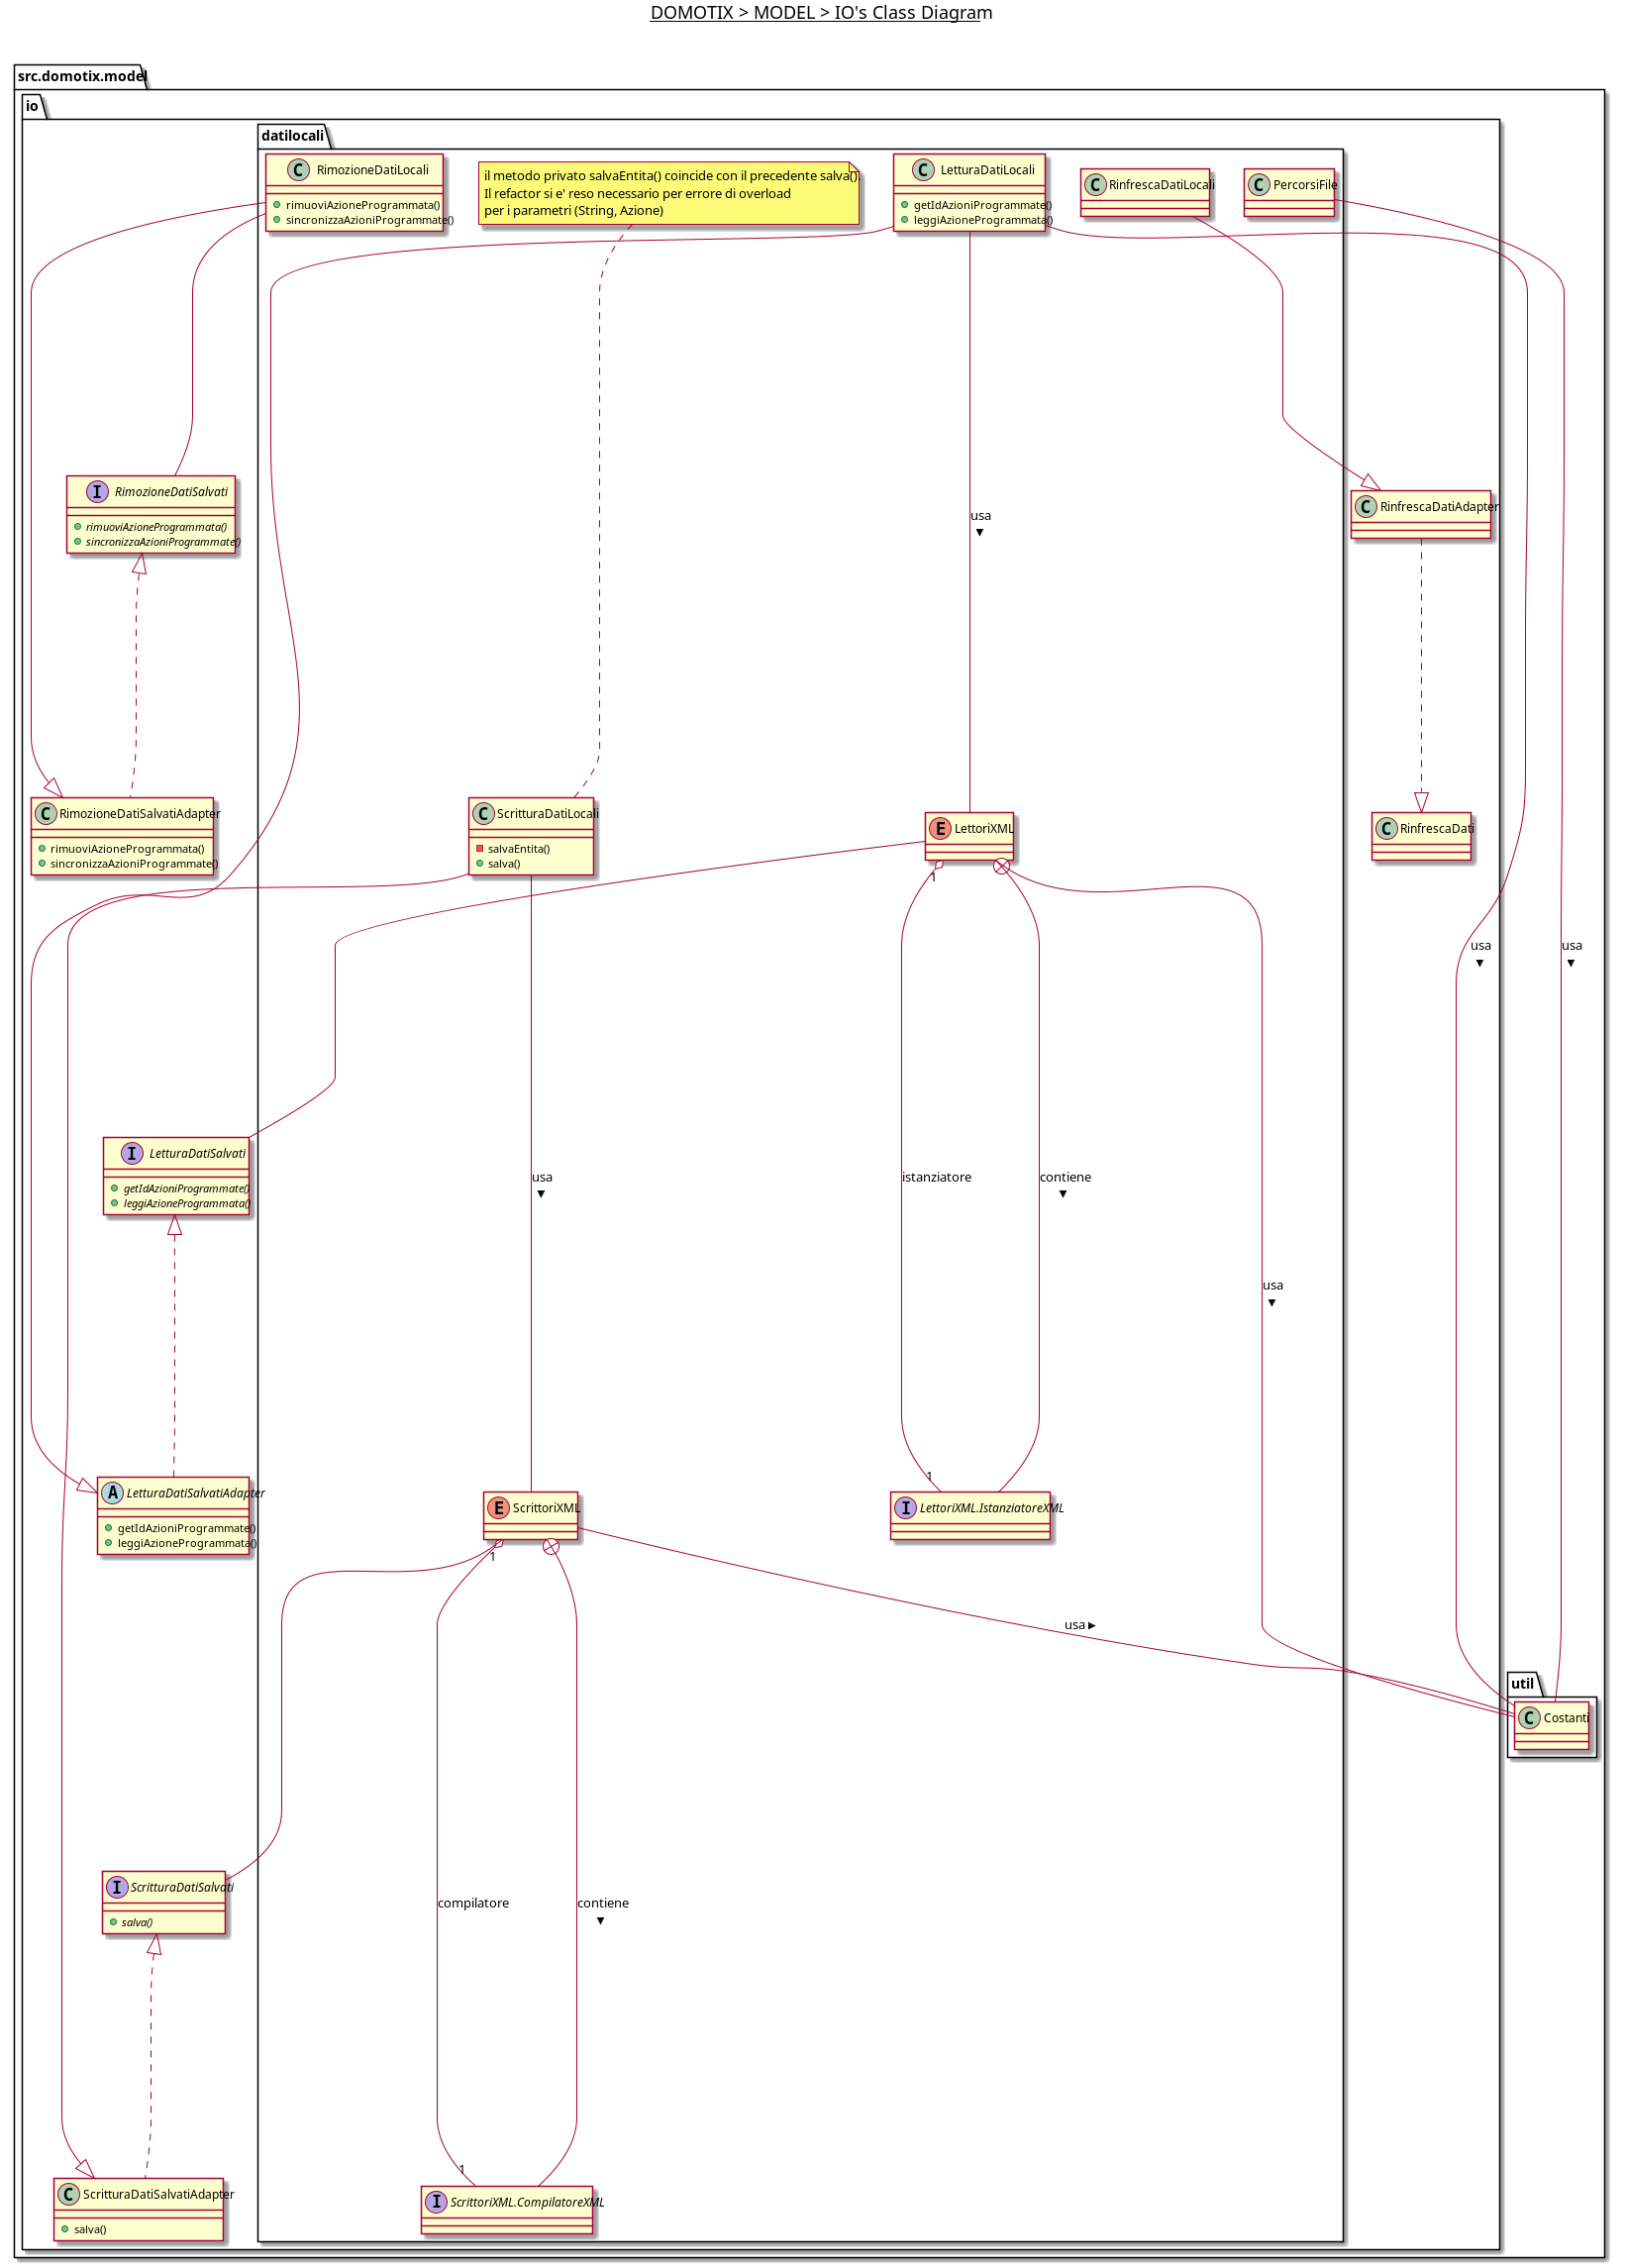 DOMOTIX > MODEL > IO's Class Diagram
src.domotix.model
io
datilocali
C RimozioneDatiLocali
rimuoviAzioneProgrammata()
sincronizzaAzioniProgrammate()
il metodo privato salvaEntita() coincide con il precedente salva().
Il refactor si e' reso necessario per errore di overload
per i parametri (String, Azione)
C LetturaDatiLocali
getIdAzioniProgrammate()
leggiAzioneProgrammata()
C RinfrescaDatiLocali
C PercorsiFile
I RimozioneDatiSalvati
rimuoviAzioneProgrammata()
sincronizzaAzioniProgrammate()
usa
C RinfrescaDatiAdapter
C RimozioneDatiSalvatiAdapter
rimuoviAzioneProgrammata()
sincronizzaAzioniProgrammate()
C ScritturaDatiLocali
salvaEntita()
salva()
E LettoriXML
1
C RinfrescaDati
usa
usa
I LetturaDatiSalvati
getIdAzioniProgrammate()
leggiAzioneProgrammata()
usa
istanziatore
contiene
usa
1
A LetturaDatiSalvatiAdapter
getIdAzioniProgrammate()
leggiAzioneProgrammata()
E ScrittoriXML
1
I LettoriXML.IstanziatoreXML
usa
util
C Costanti
I ScritturaDatiSalvati
salva()
compilatore
contiene
1
C ScritturaDatiSalvatiAdapter
salva()
I ScrittoriXML.CompilatoreXML